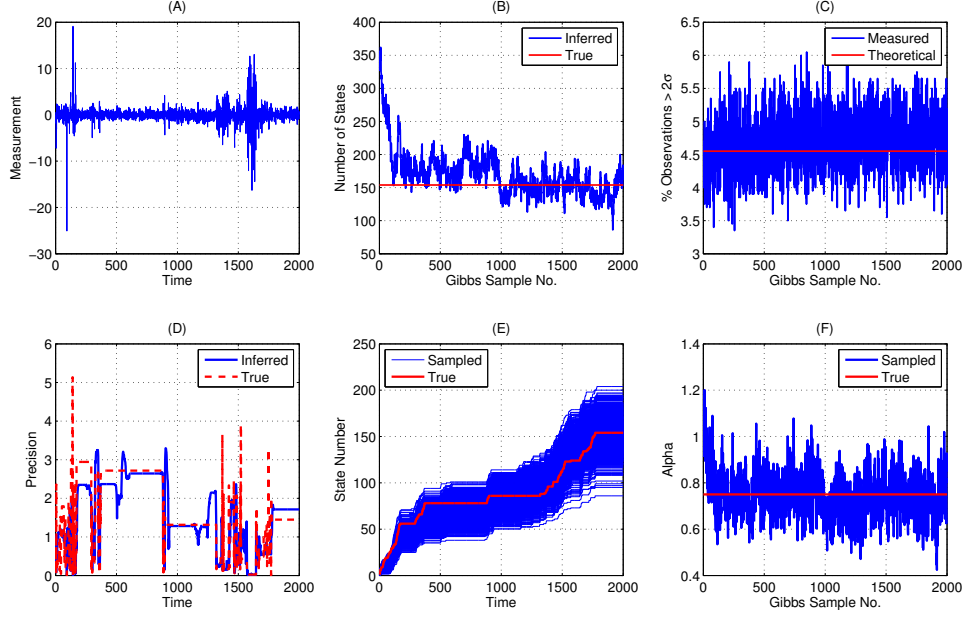 (A)
20
10
0
−10
−20
−30
Measurement
0 500 1000 1500 2000
Time
(B)
400
350
300
250
200
150
100
50
Number of States
Inferred
True
0 500 1000 1500 2000
Gibbs Sample No.
(C)
6.5
6
5.5
5
4.5
4
3.5
3
% Observations > 2σ
Measured
Theoretical
0 500 1000 1500 2000
Gibbs Sample No.
(D)
6
5
4
3
2
1
0
Precision
Inferred
True
0 500 1000 1500 2000
Time
(E)
250
200
150
100
50
0
State Number
Sampled
True
0 500 1000 1500 2000
Time
(F)
1.4
1.2
1
0.8
0.6
0.4
Alpha
Sampled
True
0 500 1000 1500 2000
Gibbs Sample No.